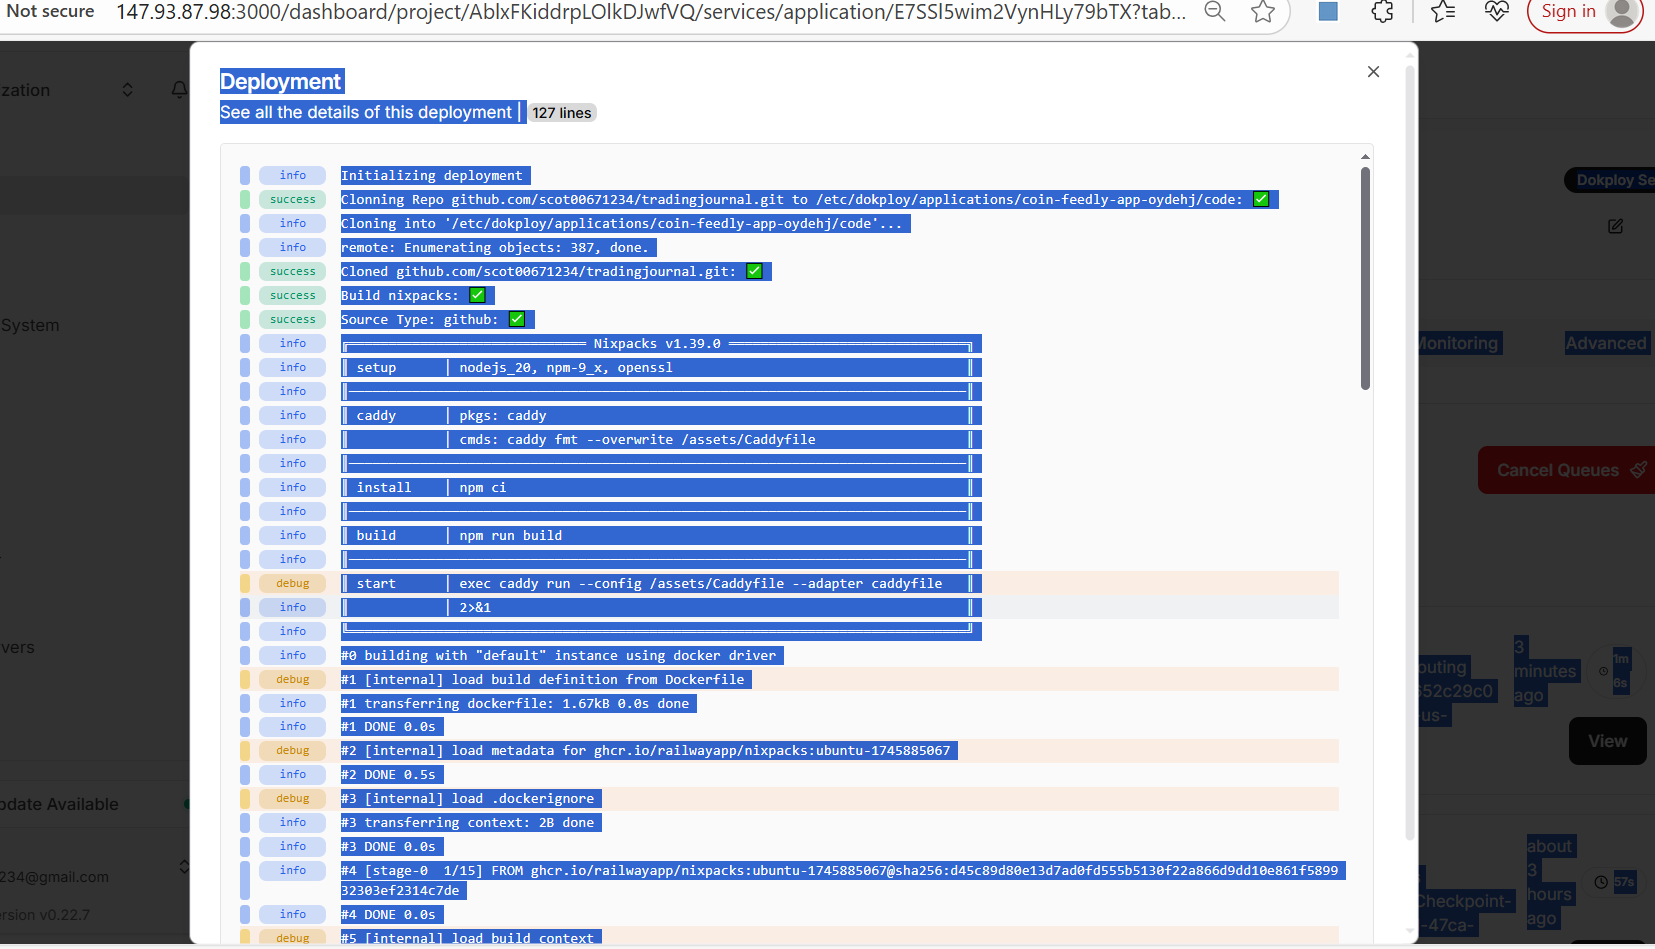 Not secure 147.93.87.98:3000/dashboard/project/AblxFKiddrpLOlkDJwfVQ/services/application/E7SSl5wim2VynHLy79bTX?tab... Sign in
zation
Deployment
See all the details of this deployment | 127 lines
info Initializing deployment
success Clonning Repo github.com/scot00671234/tradingjournal.git to /etc/dokploy/applications/coin-feedly-app-oydehj/code: ✅
info Cloning into '/etc/dokploy/applications/coin-feedly-app-oydehj/code'...
info remote: Enumerating objects: 387, done.
success Cloned github.com/scot00671234/tradingjournal.git: ✅
success Build nixpacks: ✅
success Source Type: github: ✅
info ╔══════════════════════════════ Nixpacks v1.39.0 ══════════════════════════════╗
info ║ setup │ nodejs_20, npm-9_x, openssl ║
info ║──────────────────────────────────────────────────────────────────────────────║
info ║ caddy │ pkgs: caddy ║
info ║ │ cmds: caddy fmt --overwrite /assets/Caddyfile ║
info ║──────────────────────────────────────────────────────────────────────────────║
info ║ install │ npm ci ║
info ║──────────────────────────────────────────────────────────────────────────────║
info ║ build │ npm run build ║
info ║──────────────────────────────────────────────────────────────────────────────║
debug ║ start │ exec caddy run --config /assets/Caddyfile --adapter caddyfile ║
info ║ │ 2>&1 ║
info ╚══════════════════════════════════════════════════════════════════════════════╝
info #0 building with "default" instance using docker driver
debug #1 [internal] load build definition from Dockerfile
info #1 transferring dockerfile: 1.67kB 0.0s done
info #1 DONE 0.0s
debug #2 [internal] load metadata for ghcr.io/railwayapp/nixpacks:ubuntu-1745885067
info #2 DONE 0.5s
debug #3 [internal] load .dockerignore
info #3 transferring context: 2B done
info #3 DONE 0.0s
info #4 [stage-0 1/15] FROM ghcr.io/railwayapp/nixpacks:ubuntu-1745885067@sha256:d45c89d80e13d7ad0fd555b5130f22a866d9dd10e861f5899
32303ef2314c7de
info #4 DONE 0.0s
debug #5 [internal] load build context
System
vers
pdate Available
234@gmail.com
ersion v0.22.7
Dokploy Se
Monitoring Advanced
Cancel Queues
outing
652c29c0
-us-
3
minutes
ago
1m
6s
View
Checkpoint-
-47ca-
about
3
hours
ago
57s